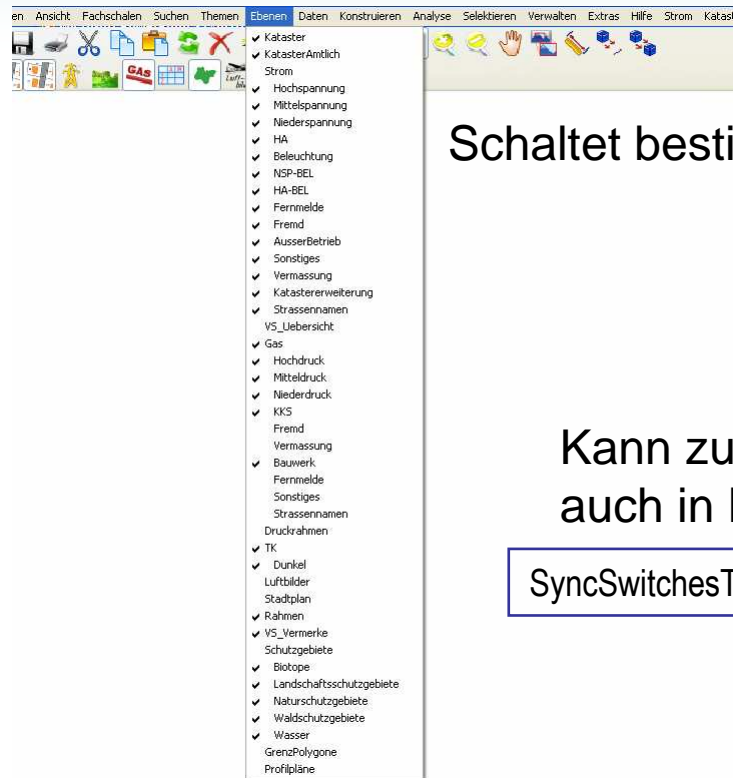 en Ansicht Fachschalen Suchen Themen Ebenen Daten Konstruieren Analyse Selektieren Verwalten Extras Hilfe Strom Katast
GAS
Kataster
KatasterAmtlich
Strom
Hochspannung
Mittelspannung
Niederspannung
HA
Beleuchtung
NSP-BEL
HA-BEL
Fernmelde
Fremd
AusserBetrieb
Sonstiges
Vermassung
Katastererweiterung
Strassennamen
VS_Uebersicht
Gas
Hochdruck
Mitteldruck
Niederdruck
KKS
Fremd
Vermassung
Bauwerk
Fernmelde
Sonstiges
Strassennamen
Druckrahmen
TK
Dunkel
Luftbilder
Stadtplan
Rahmen
VS_Vermerke
Schutzgebiete
Biotope
Landschaftsschutzgebiete
Naturschutzgebiete
Waldschutzgebiete
Wasser
GrenzPolygone
Profilpläne
Schaltet besti
Kann zu
auch in
SyncSwitchesT